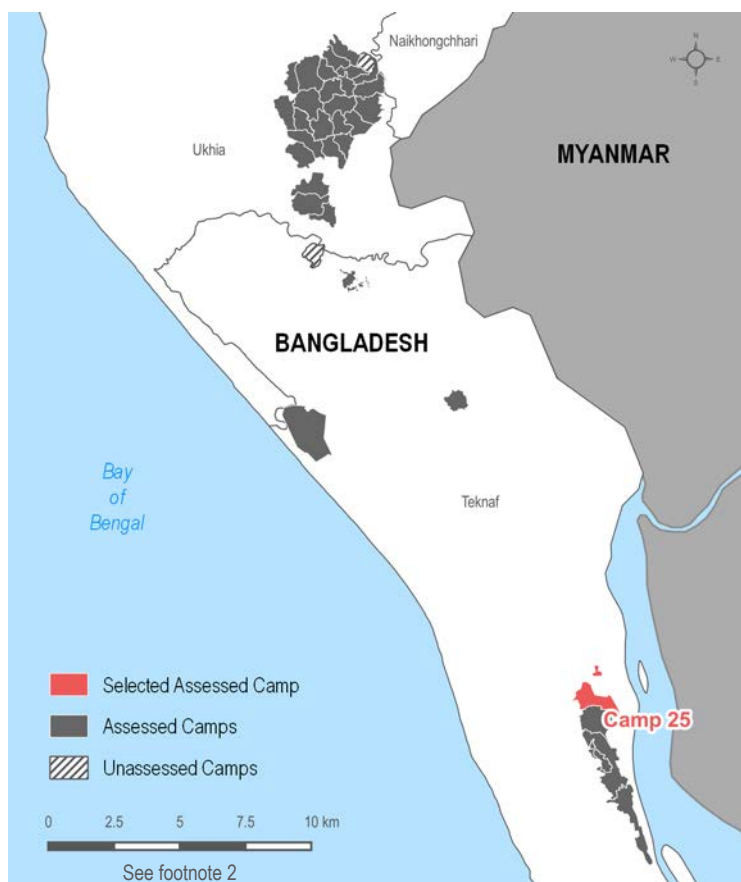 Naikhongchhari
N
W
E
S
Ukhia
MYANMAR
BANGLADESH
Bay
of
Bengal
Teknaf
Selected Assessed Camp
Camp 25
Assessed Camps
Unassessed Camps
0 2.5 5 7.5 10 km
See footnote 2